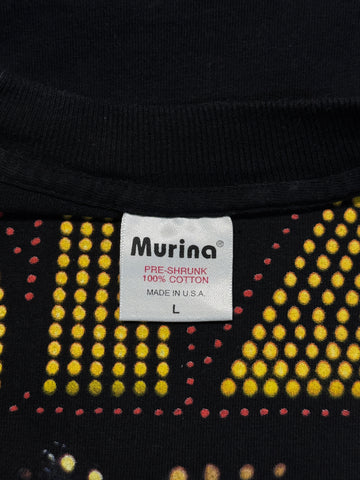 Murina®
PRE-SHRUNK
100% COTTON
MADE IN U.S.A.
L